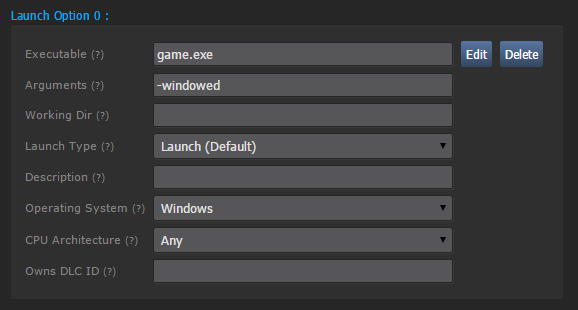 Launch Option 0 :
Executable (?) game.exe Edit Delete
Arguments (?) -windowed
Working Dir (?)
Launch Type (?) Launch (Default)
Description (?)
Operating System (?) Windows
CPU Architecture (?) Any
Owns DLC ID (?)